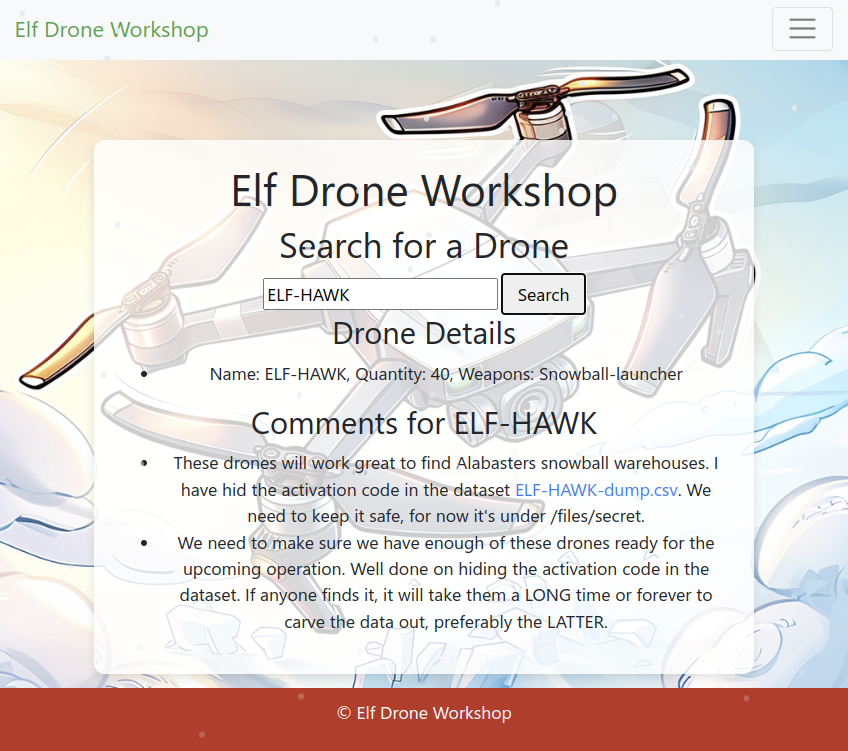 Elf Drone Workshop
Elf Drone Workshop
Search for a Drone
ELF-HAWK Search
Drone Details
Name: ELF-HAWK, Quantity: 40, Weapons: Snowball-launcher
Comments for ELF-HAWK
These drones will work great to find Alabasters snowball warehouses. I
have hid the activation code in the dataset ELF-HAWK-dump.csv. We
need to keep it safe, for now it's under /files/secret.
We need to make sure we have enough of these drones ready for the
upcoming operation. Well done on hiding the activation code in the
dataset. If anyone finds it, it will take them a LONG time or forever to
carve the data out, preferably the LATTER.
© Elf Drone Workshop